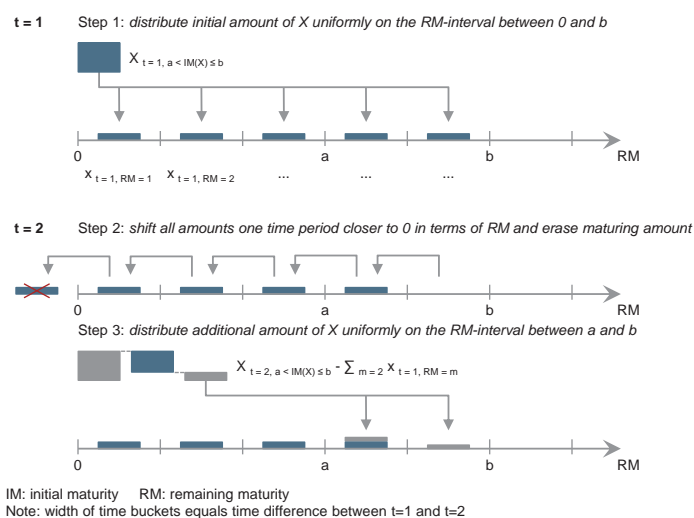 t = 1 Step 1: distribute initial amount of X uniformly on the RM-interval between 0 and b
X t = 1, a < IM(X) ≤ b
0 a b RM
x t = 1, RM = 1 x t = 1, RM = 2 ... ... ...
t = 2 Step 2: shift all amounts one time period closer to 0 in terms of RM and erase maturing amount
0 a b RM
Step 3: distribute additional amount of X uniformly on the RM-interval between a and b
X t = 2, a < IM(X) ≤ b - ∑ m = 2 x t = 1, RM = m
0 a b RM
IM: initial maturity RM: remaining maturity
Note: width of time buckets equals time difference between t=1 and t=2